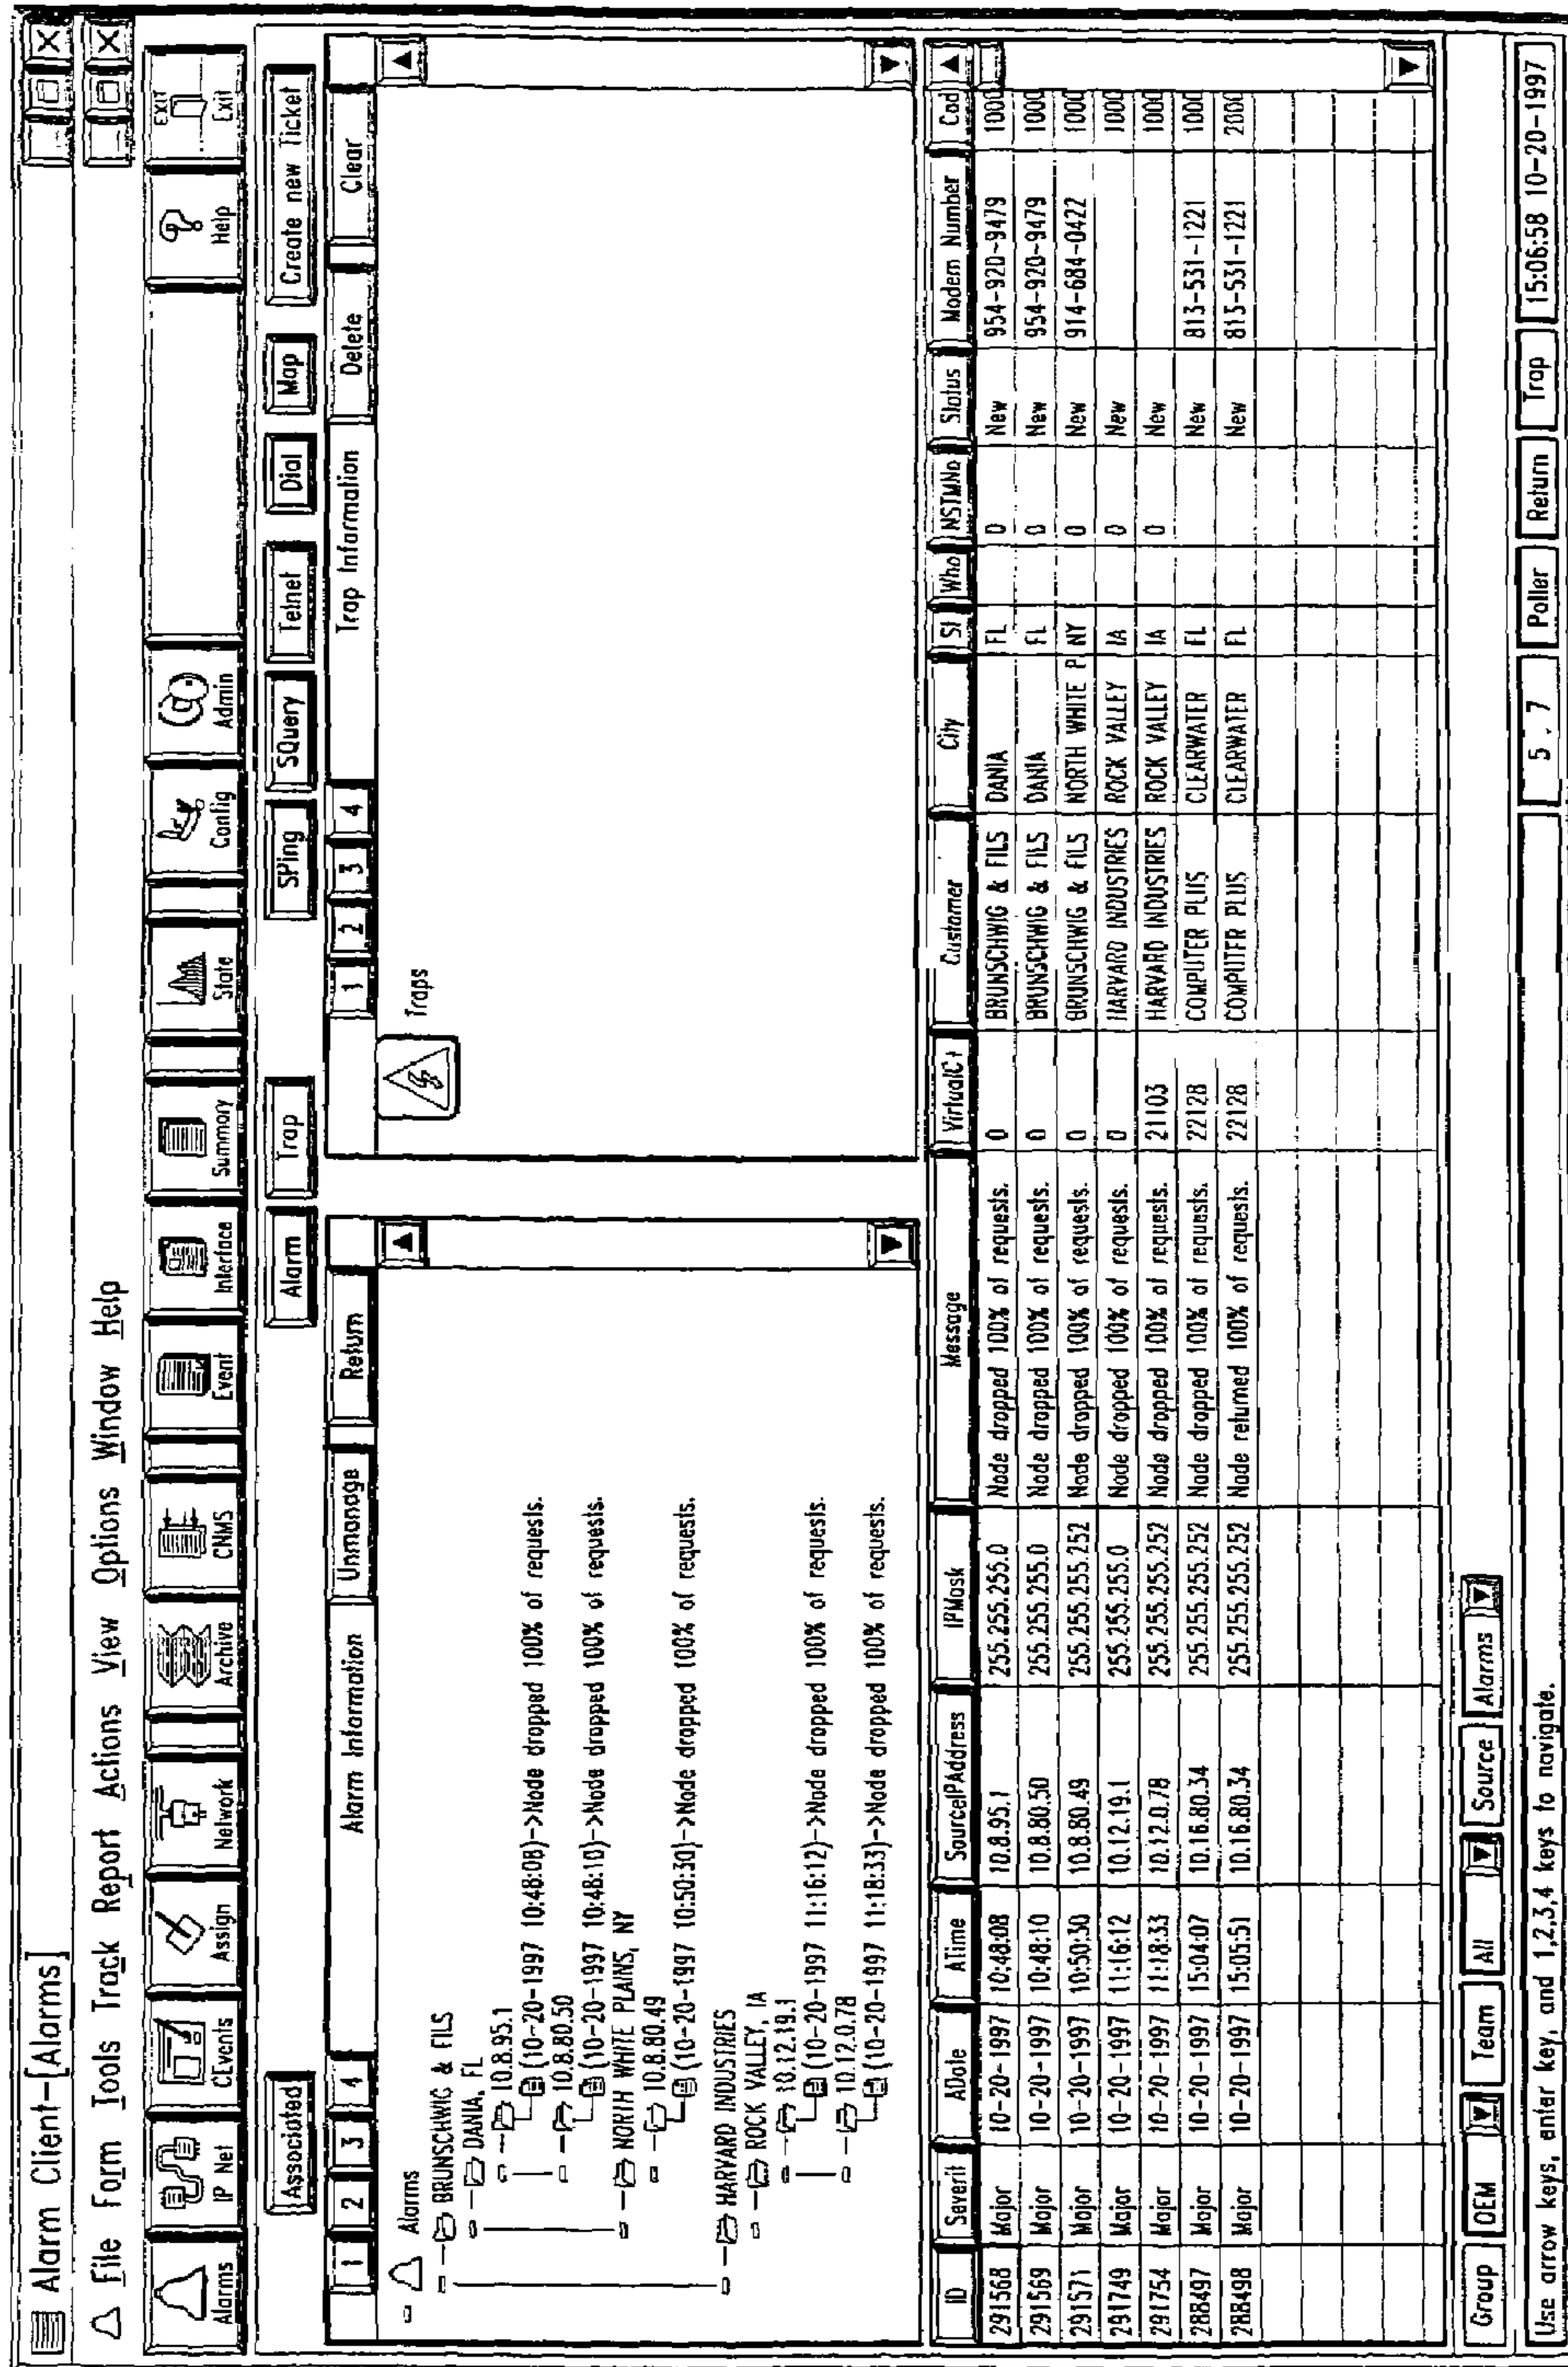 Alarm Client-[Alarms]
File Form Tools Track Report Actions View Options Window Help
Alarms IP Net CEvents Assign Network Archive CNMS Event Interface Summary State Config Admin Help EXIT Exit
Associated Alarm Trap SPing SQuery Telnet Dial Map Create new Ticket
1 2 3 4 Alarm Information Unmanage Return
Alarms
BRUNSCHWIG & FILS
DANIA, FL
10.8.95.1
(10-20-1997 10:48:08)->Node dropped 100% of requests.
10.8.80.50
(10-20-1997 10:48:10)->Node dropped 100% of requests.
NORTH WHITE PLAINS, NY
10.8.80.49
(10-20-1997 10:50:30)->Node dropped 100% of requests.
HARVARD INDUSTRIES
ROCK VALLEY, IA
10.12.19.1
(10-20-1997 11:16:12)->Node dropped 100% of requests.
10.12.0.78
(10-20-1997 11:18:33)->Node dropped 100% of requests.
1 2 3 4 Trap Information Delete Clear
Traps
ID Severit ADate ATime SourceIPAddress IPMask Message VirtualCi Customer City St Who NSTMNo Status Modem Number Cod
291568 Major 10-20-1997 10:48:08 10.8.95.1 255.255.255.0 Node dropped 100% of requests. 0 BRUNSCHWIG & FILS DANIA FL 0 New 954-920-9479 1000
291569 Major 10-20-1997 10:48:10 10.8.80.50 255.255.255.0 Node dropped 100% of requests. 0 BRUNSCHWIG & FILS DANIA FL 0 New 954-920-9479 1000
291571 Major 10-20-1997 10:50:30 10.8.80.49 255.255.255.252 Node dropped 100% of requests. 0 BRUNSCHWIG & FILS NORTH WHITE P NY 0 New 914-684-0422 1000
291749 Major 10-20-1997 11:16:12 10.12.19.1 255.255.255.0 Node dropped 100% of requests. 0 HARVARD INDUSTRIES ROCK VALLEY IA 0 New 1000
291754 Major 10-20-1997 11:18:33 10.12.0.78 255.255.255.252 Node dropped 100% of requests. 21103 HARVARD INDUSTRIES ROCK VALLEY IA 0 New 1000
288497 Major 10-20-1997 15:04:07 10.16.80.34 255.255.255.252 Node dropped 100% of requests. 22128 COMPUTER PLUS CLEARWATER FL New 813-531-1221 1000
288498 Major 10-20-1997 15:05:51 10.16.80.34 255.255.255.252 Node returned 100% of requests. 22128 COMPUTER PLUS CLEARWATER FL New 813-531-1221 2000
Group OEM Team All Source Alarms
Use arrow keys, enter key, and 1,2,3,4 keys to navigate. 5 . 7 Poller Return Trap 15:06:58 10-20-1997